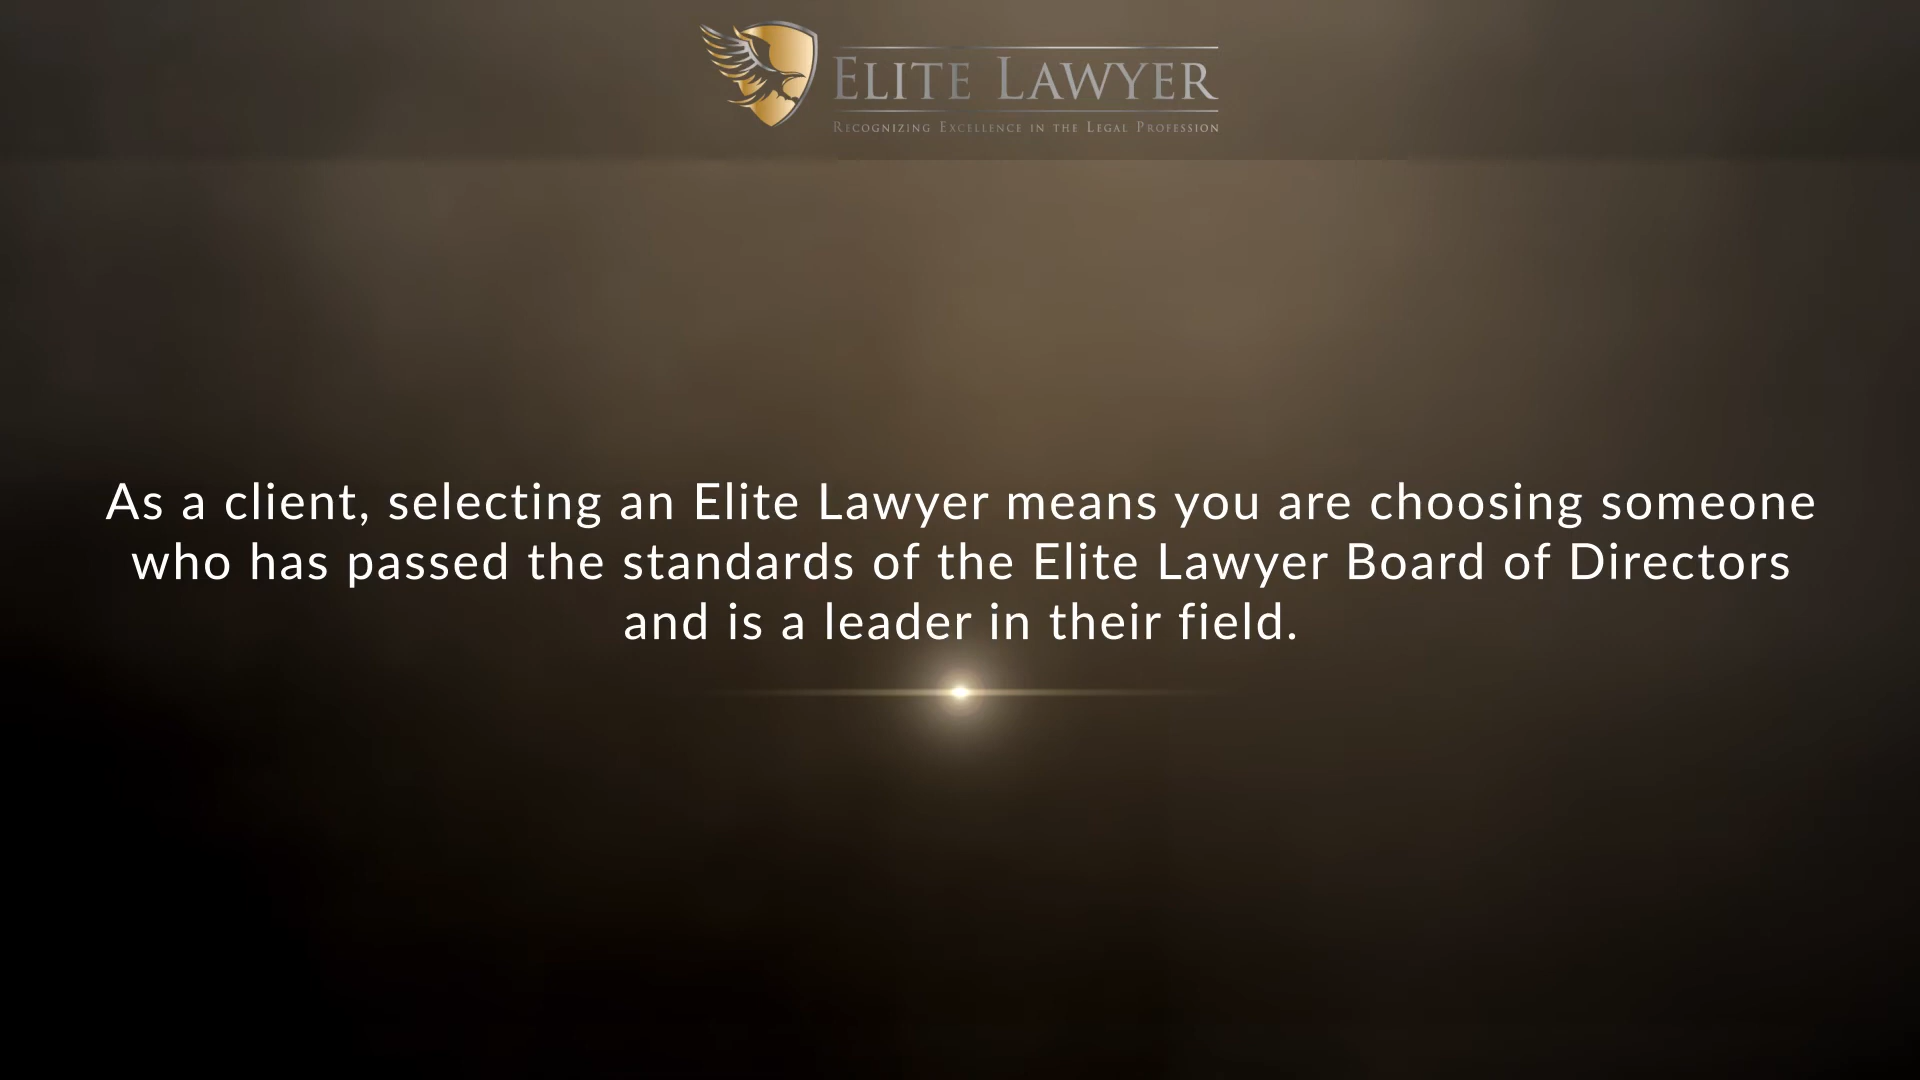 ELITE LAWYER
RECOGNIZING EXCELLENCE IN THE LEGAL PROFESSION
As a client, selecting an Elite Lawyer means you are choosing someone
who has passed the standards of the Elite Lawyer Board of Directors
and is a leader in their field.